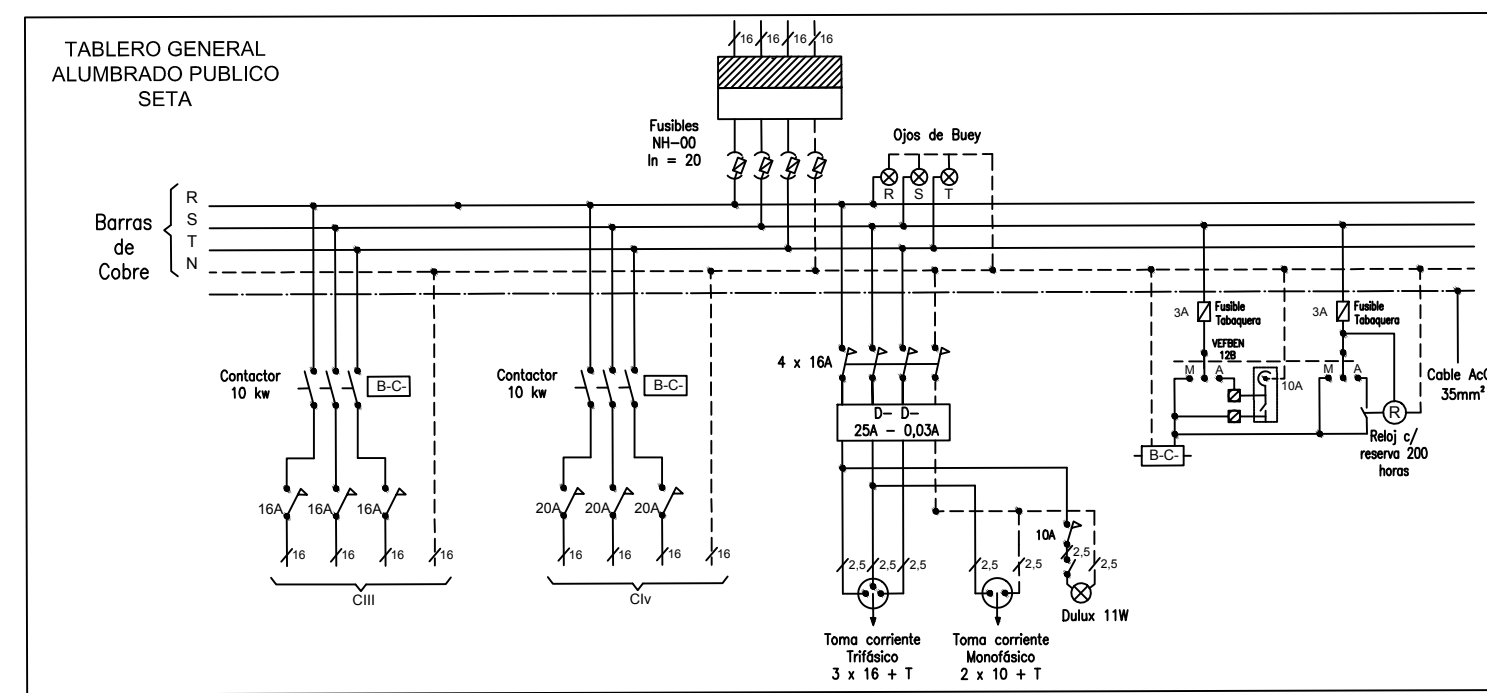 TABLERO GENERAL
ALUMBRADO PUBLICO
SETA
16 16 16 16
Fusibles
NH-00
In = 20
Ojos de Buey
R S T
Barras
de
Cobre
R
S
T
N
Contactor
10 kw
B-C-
16A 16A 16A
16 16 16 16
CIII
Contactor
10 kw
B-C-
20A 20A 20A
16 16 16 16
CIv
4 x 16A
D- D-
25A - 0,03A
2,5 2,5 2,5
Toma corriente
Trifásico
3 x 16 + T
2,5 2,5
Toma corriente
Monofásico
2 x 10 + T
10A
2,5
2,5
Dulux 11W
3A
Fusible
Tabaquera
VEFBEN
12B
M A
10A
B-C-
3A
Fusible
Tabaquera
M A
R
Reloj c/
reserva 200
horas
Cable AcC
35mm²